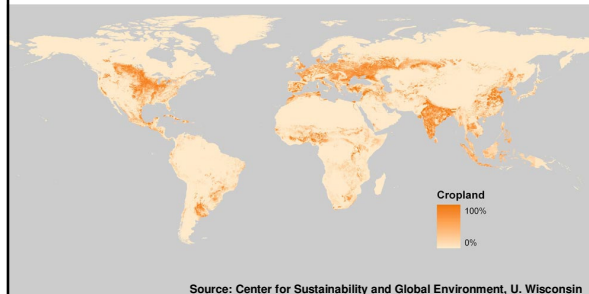 Cropland
100%
0%
Source: Center for Sustainability and Global Environment, U. Wisconsin